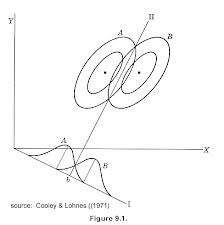 Y
II
A
B
X
A
B
b
I
source: Cooley & Lohnes ((1971)
Figure 9.1.